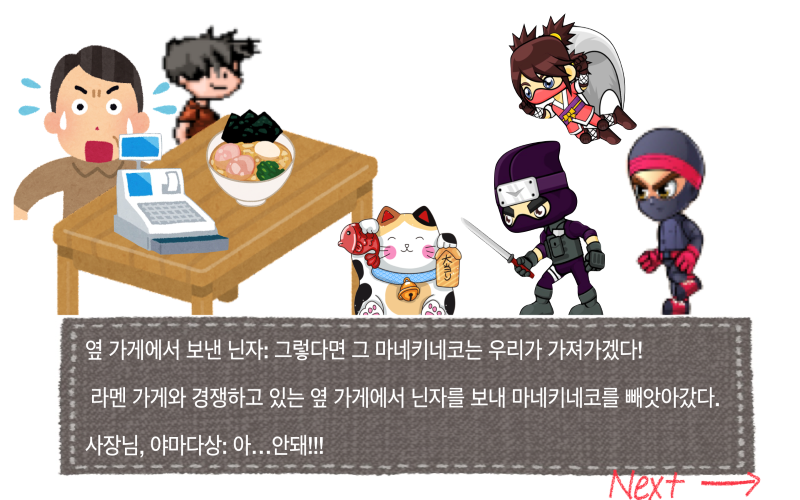 옆 가게에서 보낸 닌자: 그렇다면 그 마네키네코는 우리가 가져가겠다!
라멘 가게와 경쟁하고 있는 옆 가게에서 닌자를 보내 마네키네코를 빼앗아갔다.
사장님, 야마다상: 아...안돼!!!
Next →